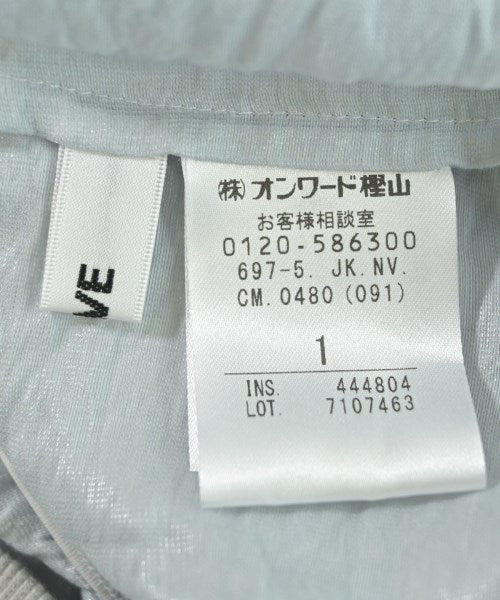 VE
㈱オンワード樫山
お客様相談室
0120-586300
697-5. JK. NV.
CM. 0480 (091)
1
INS. 444804
LOT. 7107463